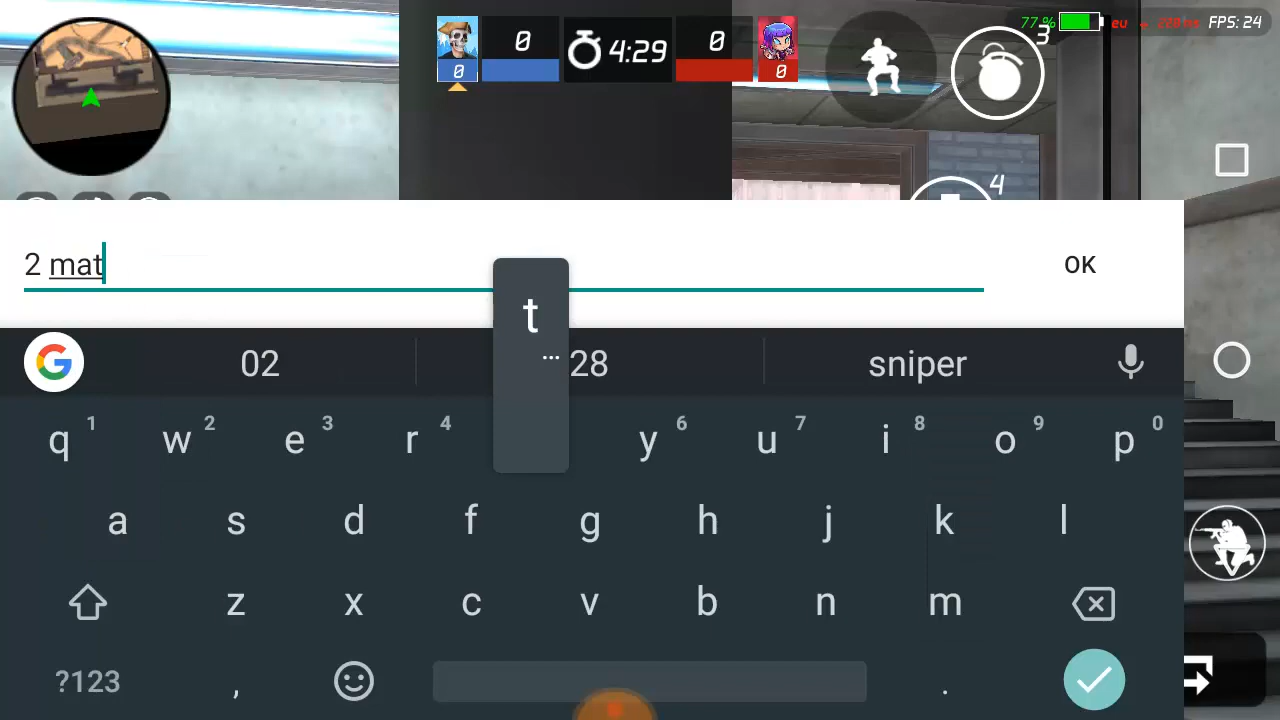 0 4:29 0
0 0
77% eu 220ms FPS: 24
3
4
2 mat
OK
t
...
02 28 sniper
q 1 w 2 e 3 r 4 y 6 u 7 i 8 o 9 p 0
a s d f g h j k l
z x c v b n m
?123 , .